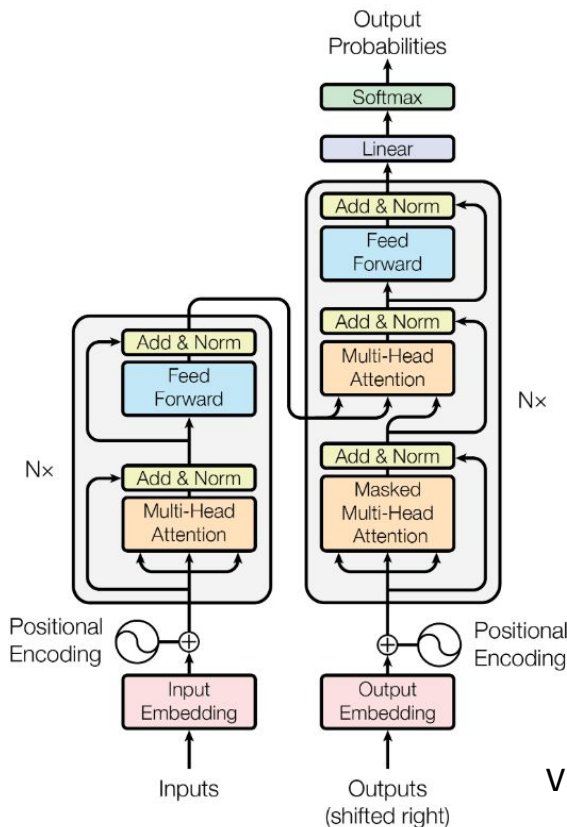 Output
Probabilities
Softmax
Linear
Add & Norm
Feed
Forward
Add & Norm
Multi-Head
Attention
Add & Norm
Masked
Multi-Head
Attention
N×
Add & Norm
Feed
Forward
Add & Norm
Multi-Head
Attention
N×
Positional
Encoding
Positional
Encoding
Input
Embedding
Output
Embedding
Inputs
Outputs
(shifted right)
V